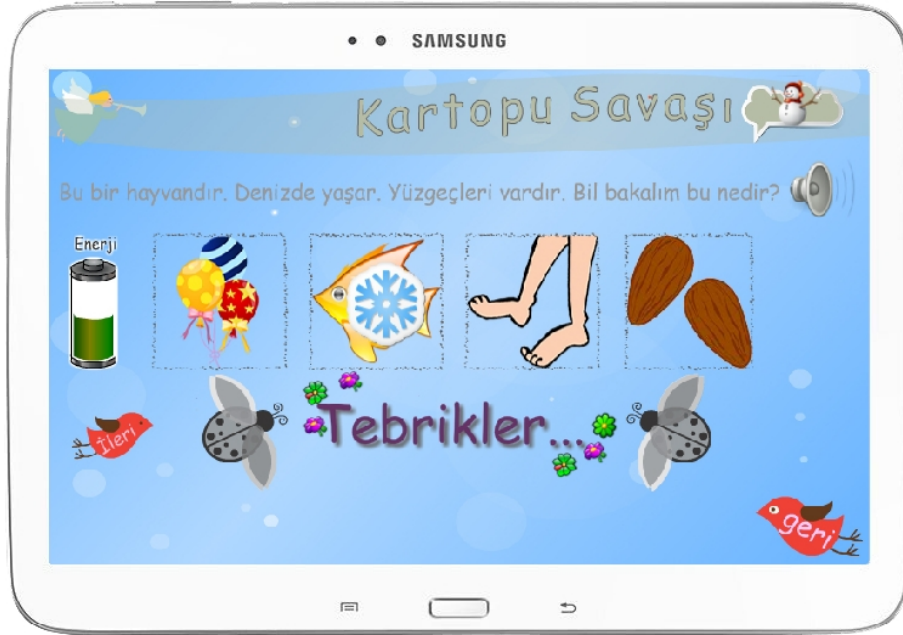 SAMSUNG
Kartopu Savaşı
Bu bir hayvandır. Denizde yaşar. Yüzgeçleri vardır. Bil bakalım bu nedir?
Enerji
Tebrikler...
İleri
geri